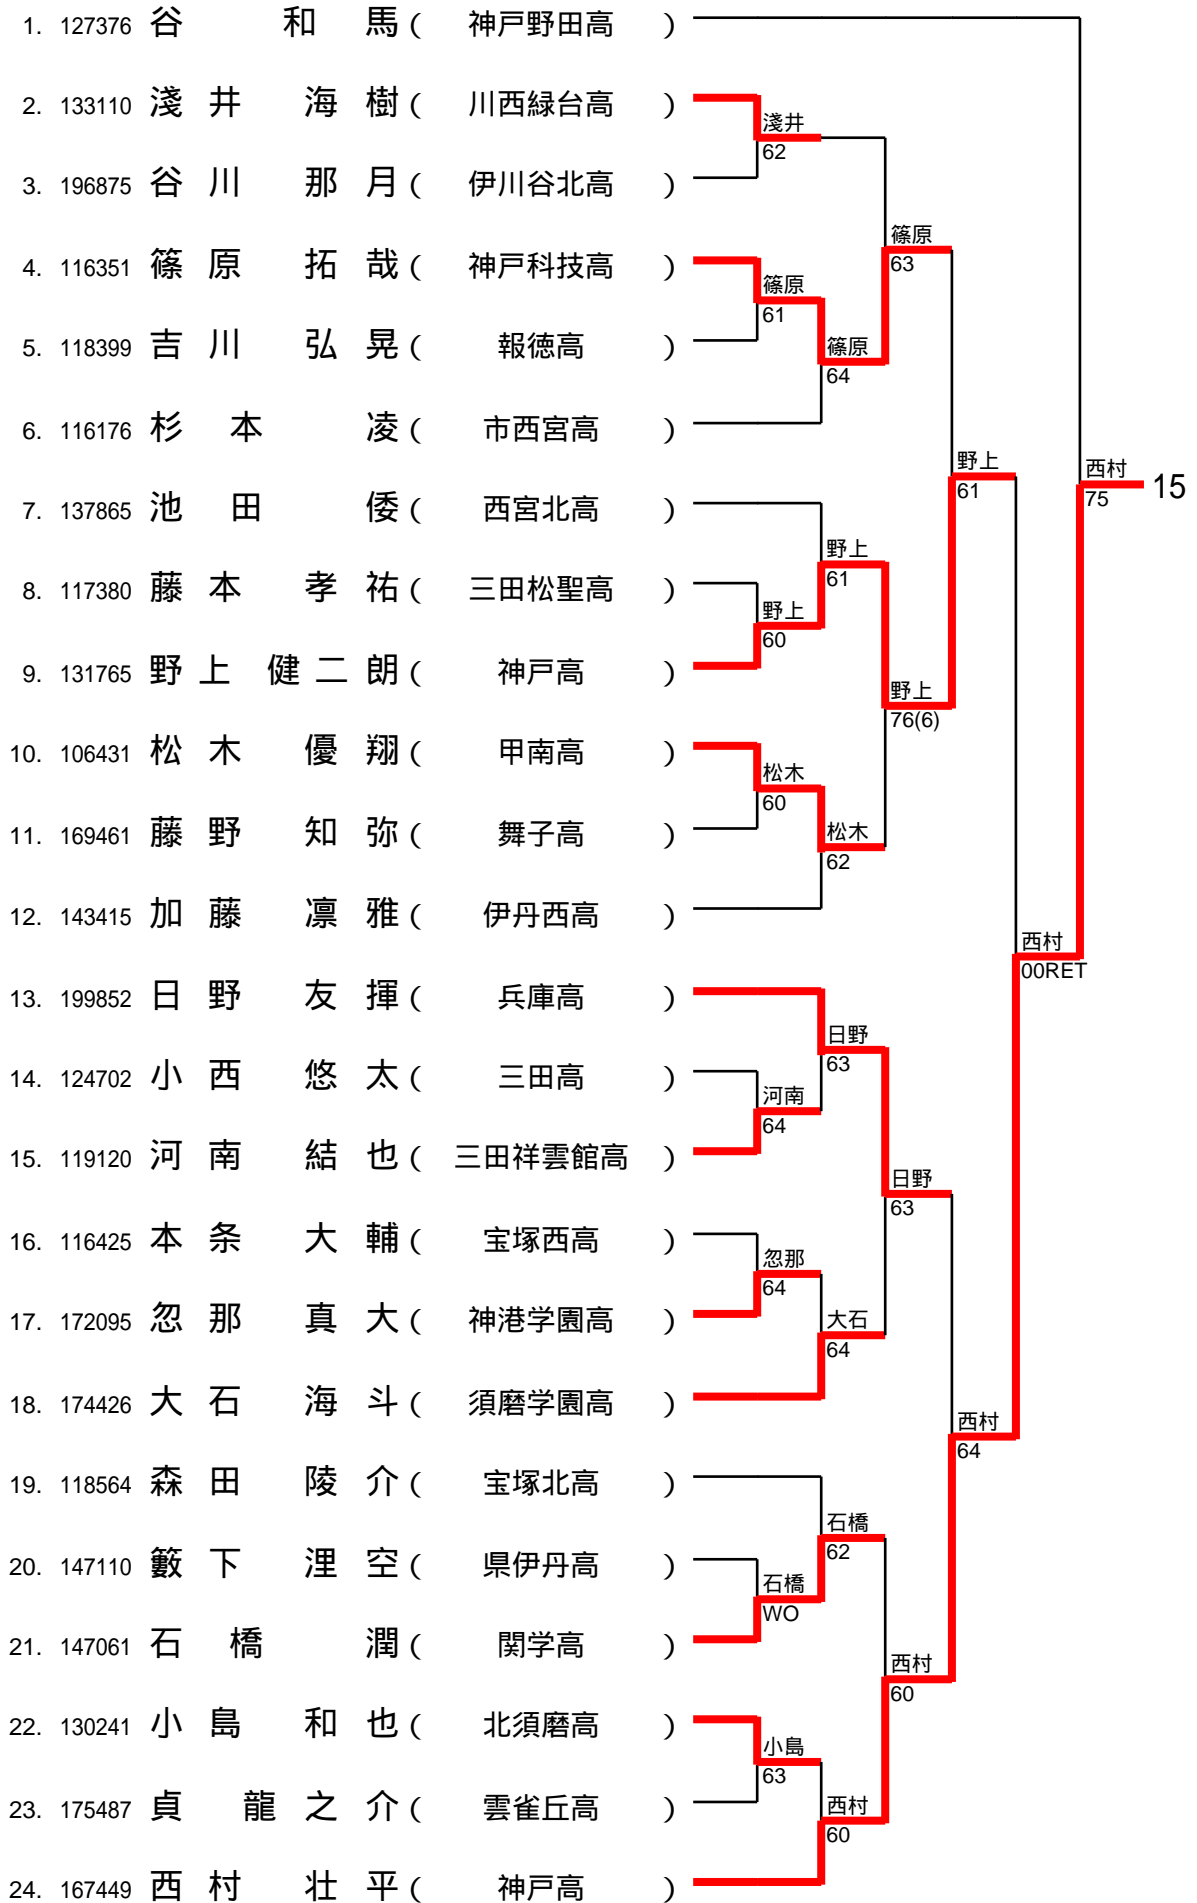 1. 127376 谷 和 馬 ( 神戸野田高 )
2. 133110 淺 井 海 樹 ( 川西緑台高 )
淺井
62
3. 196875 谷 川 那 月 ( 伊川谷北高 )
篠原
63
4. 116351 篠 原 拓 哉 ( 神戸科技高 )
篠原
61
5. 118399 吉 川 弘 晃 ( 報徳高 )
篠原
64
6. 116176 杉 本 凌 ( 市西宮高 )
野上
61
西村
75
15
7. 137865 池 田 倭 ( 西宮北高 )
野上
61
8. 117380 藤 本 孝 祐 ( 三田松聖高 )
野上
60
9. 131765 野 上 健 二 朗 ( 神戸高 )
野上
76(6)
10. 106431 松 木 優 翔 ( 甲南高 )
松木
60
11. 169461 藤 野 知 弥 ( 舞子高 )
松木
62
12. 143415 加 藤 凛 雅 ( 伊丹西高 )
西村
00RET
13. 199852 日 野 友 揮 ( 兵庫高 )
日野
63
14. 124702 小 西 悠 太 ( 三田高 )
河南
64
15. 119120 河 南 結 也 ( 三田祥雲館高 )
日野
63
16. 116425 本 条 大 輔 ( 宝塚西高 )
忽那
64
17. 172095 忽 那 真 大 ( 神港学園高 )
大石
64
18. 174426 大 石 海 斗 ( 須磨学園高 )
西村
64
19. 118564 森 田 陵 介 ( 宝塚北高 )
石橋
62
20. 147110 籔 下 浬 空 ( 県伊丹高 )
石橋
WO
21. 147061 石 橋 潤 ( 関学高 )
西村
60
22. 130241 小 島 和 也 ( 北須磨高 )
小島
63
23. 175487 貞 龍 之 介 ( 雲雀丘高 )
西村
60
24. 167449 西 村 壮 平 ( 神戸高 )